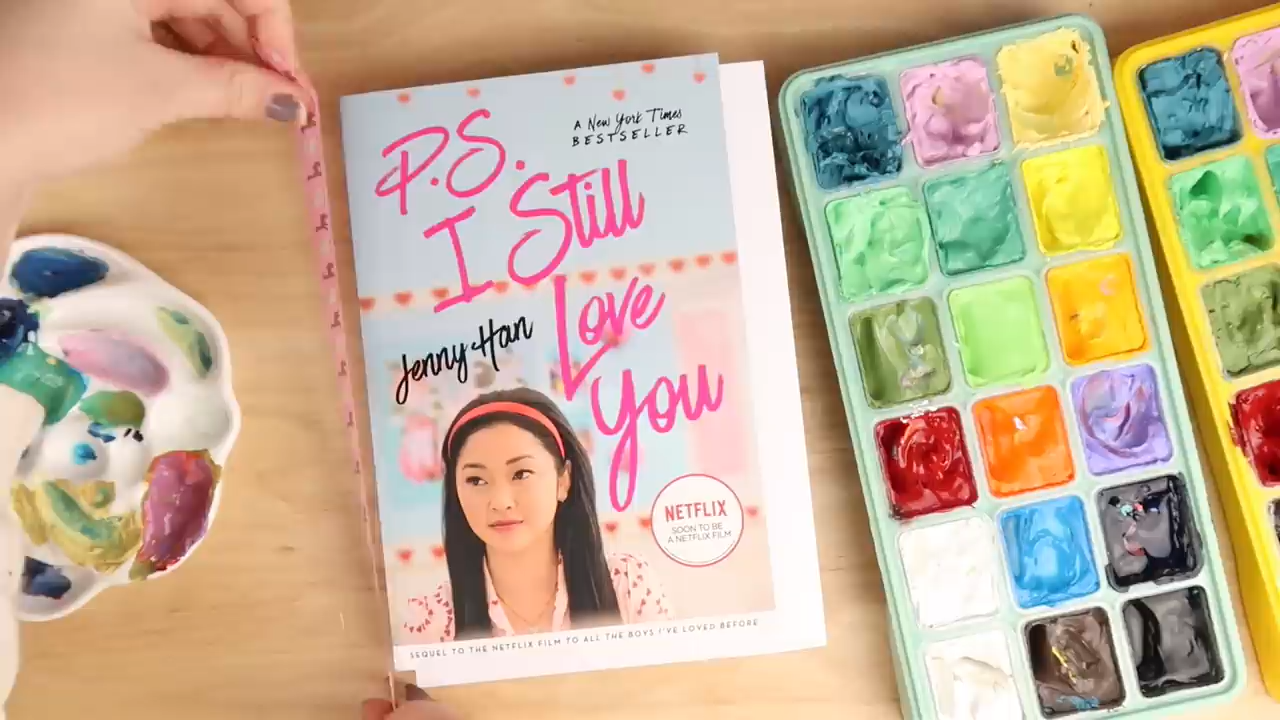 A New York Times
BESTSELLER
P.S.
I Still
Love
You
Jenny Han
NETFLIX
SOON TO BE
A NETFLIX FILM
SEQUEL TO THE NETFLIX FILM TO ALL THE BOYS I'VE LOVED BEFORE